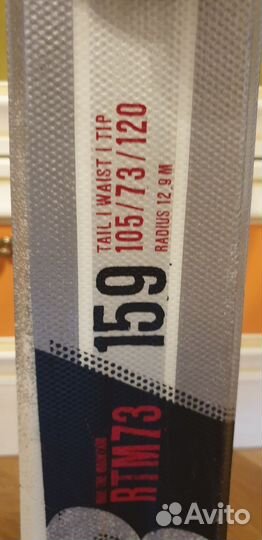 TAIL | WAIST | TIP
105/73/120
RADIUS 12.9 M
159
RTM73
Avito